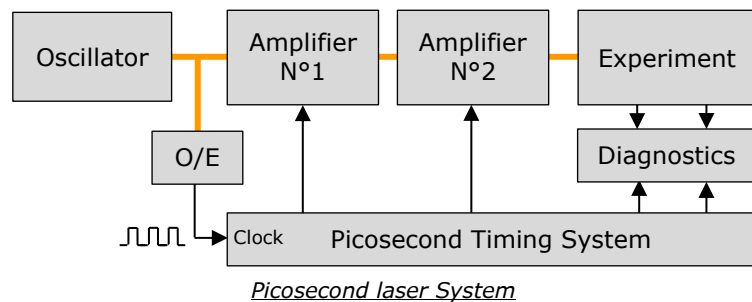 Oscillator
Amplifier
N°1
Amplifier
N°2
Experiment
O/E
Diagnostics
Clock
Picosecond Timing System
Picosecond laser System